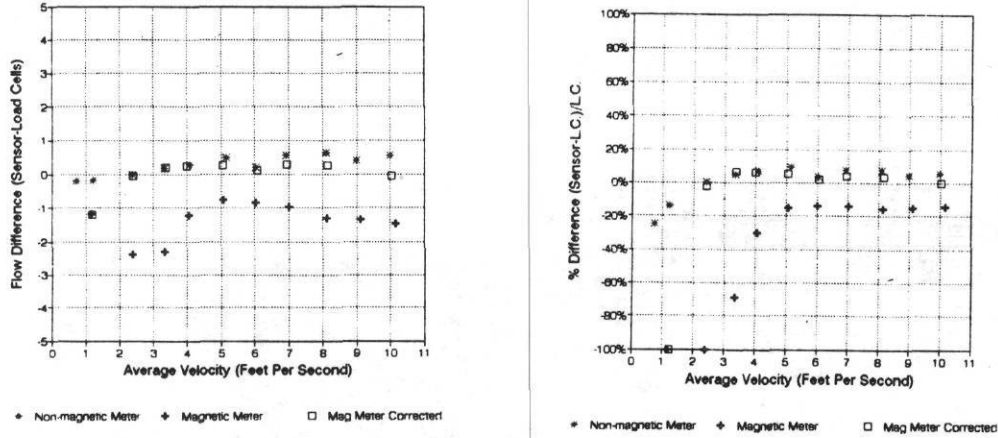 Flow Difference (Sensor-Load Cells)
5
4
3
2
1
0
-1
-2
-3
-4
-5
0 1 2 3 4 5 6 7 8 9 10 11
Average Velocity (Feet Per Second)
* Non-magnetic Meter + Magnetic Meter □ Mag Meter Corrected
% Difference (Sensor-L.C.)/L.C.
100%
80%
60%
40%
20%
0%
-20%
-40%
-60%
-80%
-100%
0 1 2 3 4 5 6 7 8 9 10 11
Average Velocity (Feet Per Second)
* Non-magnetic Meter + Magnetic Meter □ Mag Meter Corrected